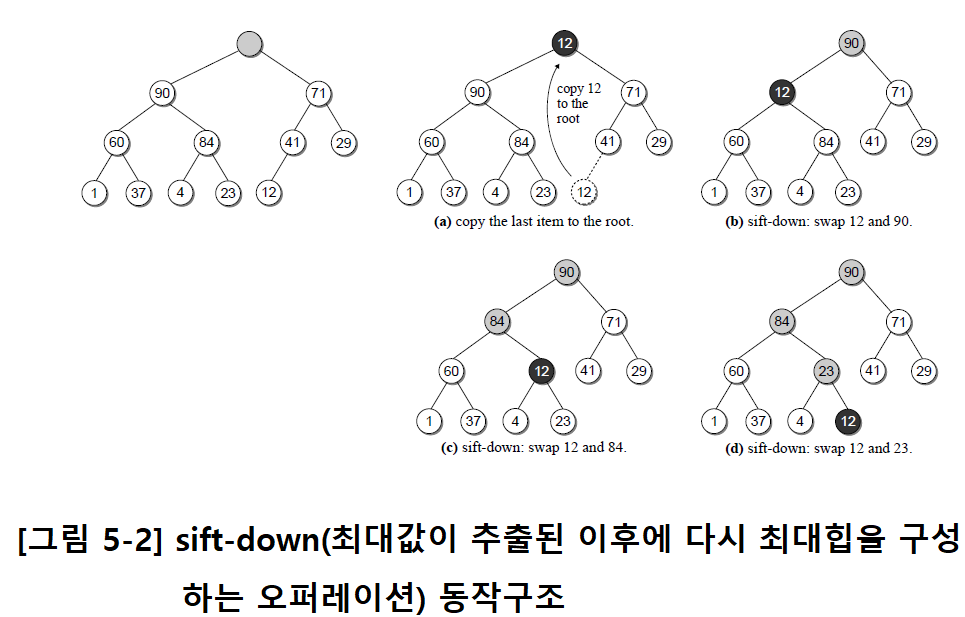 90 71
60 84 41 29
1 37 4 23 12
12
90 71
copy 12
to the
root
60 84 41 29
1 37 4 23 12
(a) copy the last item to the root.
90
12 71
60 84 41 29
1 37 4 23
(b) sift-down: swap 12 and 90.
90
84 71
60 12 41 29
1 37 4 23
(c) sift-down: swap 12 and 84.
90
84 71
60 23 41 29
1 37 4 12
(d) sift-down: swap 12 and 23.
[그림 5-2] sift-down(최대값이 추출된 이후에 다시 최대힙을 구성
하는 오퍼레이션) 동작구조